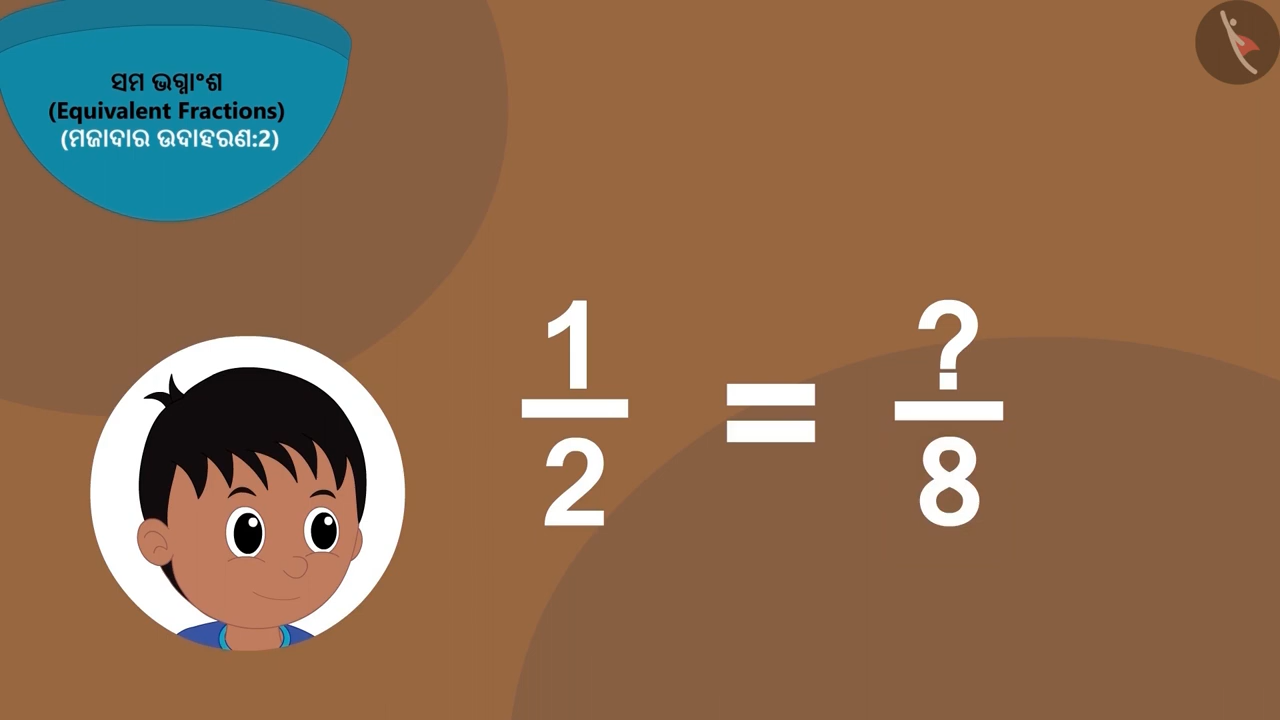 ସମ ଭଗ୍ନାଂଶ
(Equivalent Fractions)
(ମଜାଦାର ଉଦାହରଣ:2)
1 = ?
2 8